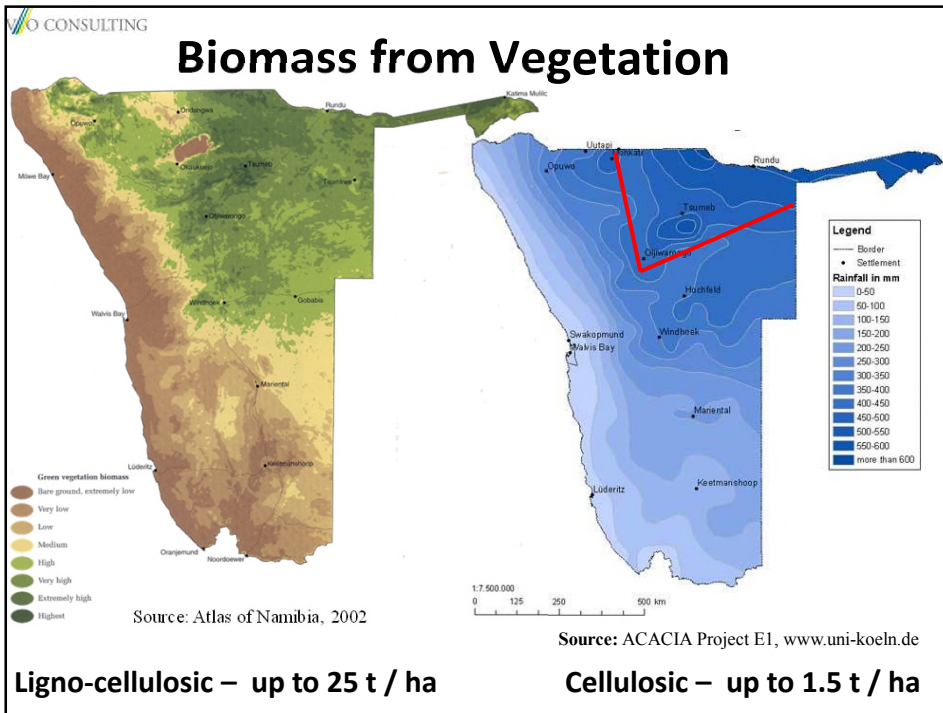 CONSULTING
Biomass from Vegetation
Katima Mulilc
Ondangwa
Rundu
Opuwo
Okaukuejo
Tsumeb
Tsumkwe
Milwe Bay
Otjiwarongo
Windhoek
Gobabis
Walvis Bay
Mariental
Lüderitz
Keetmanshoop
Oranjemund
Noordoewer
Green vegetation biomass
Bare ground, extremely low
Very low
Low
Medium
High
Very high
Extremely high
Highest
Source: Atlas of Namibia, 2002
Uutapi
Opuwo
Rundu
Tsumeb
Hochfeld
Windhoek
Swakopmund
Walvis Bay
Mariental
Keetmanshoop
Lüderitz
Legend
Border
Settlement
Rainfall in mm
0-50
50-100
100-150
150-200
200-250
250-300
300-350
350-400
400-450
450-500
500-550
550-600
more than 600
1:7.500.000
0 125 250 500 km
Source: ACACIA Project E1, www.uni-koeln.de
Ligno-cellulosic – up to 25 t / ha
Cellulosic – up to 1.5 t / ha